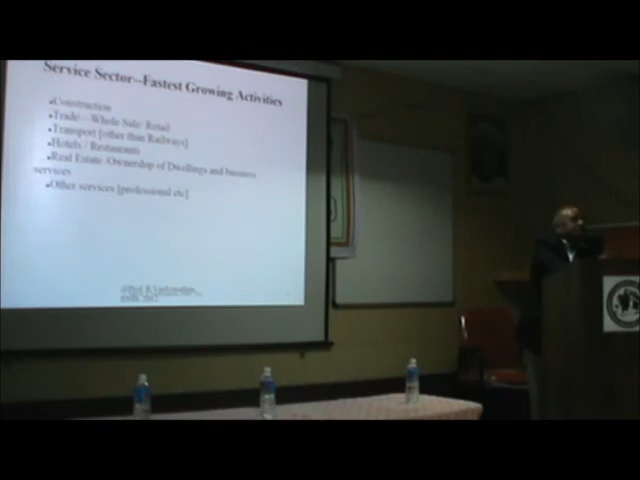 Service Sector--Fastest Growing Activities
Construction
Trade—Whole Sale/ Retail
Transport [other than Railways]
Hotels / Restaurants
Real Estate /Ownership of Dwellings and business
services
Other services [professional etc]
@Prof. R.